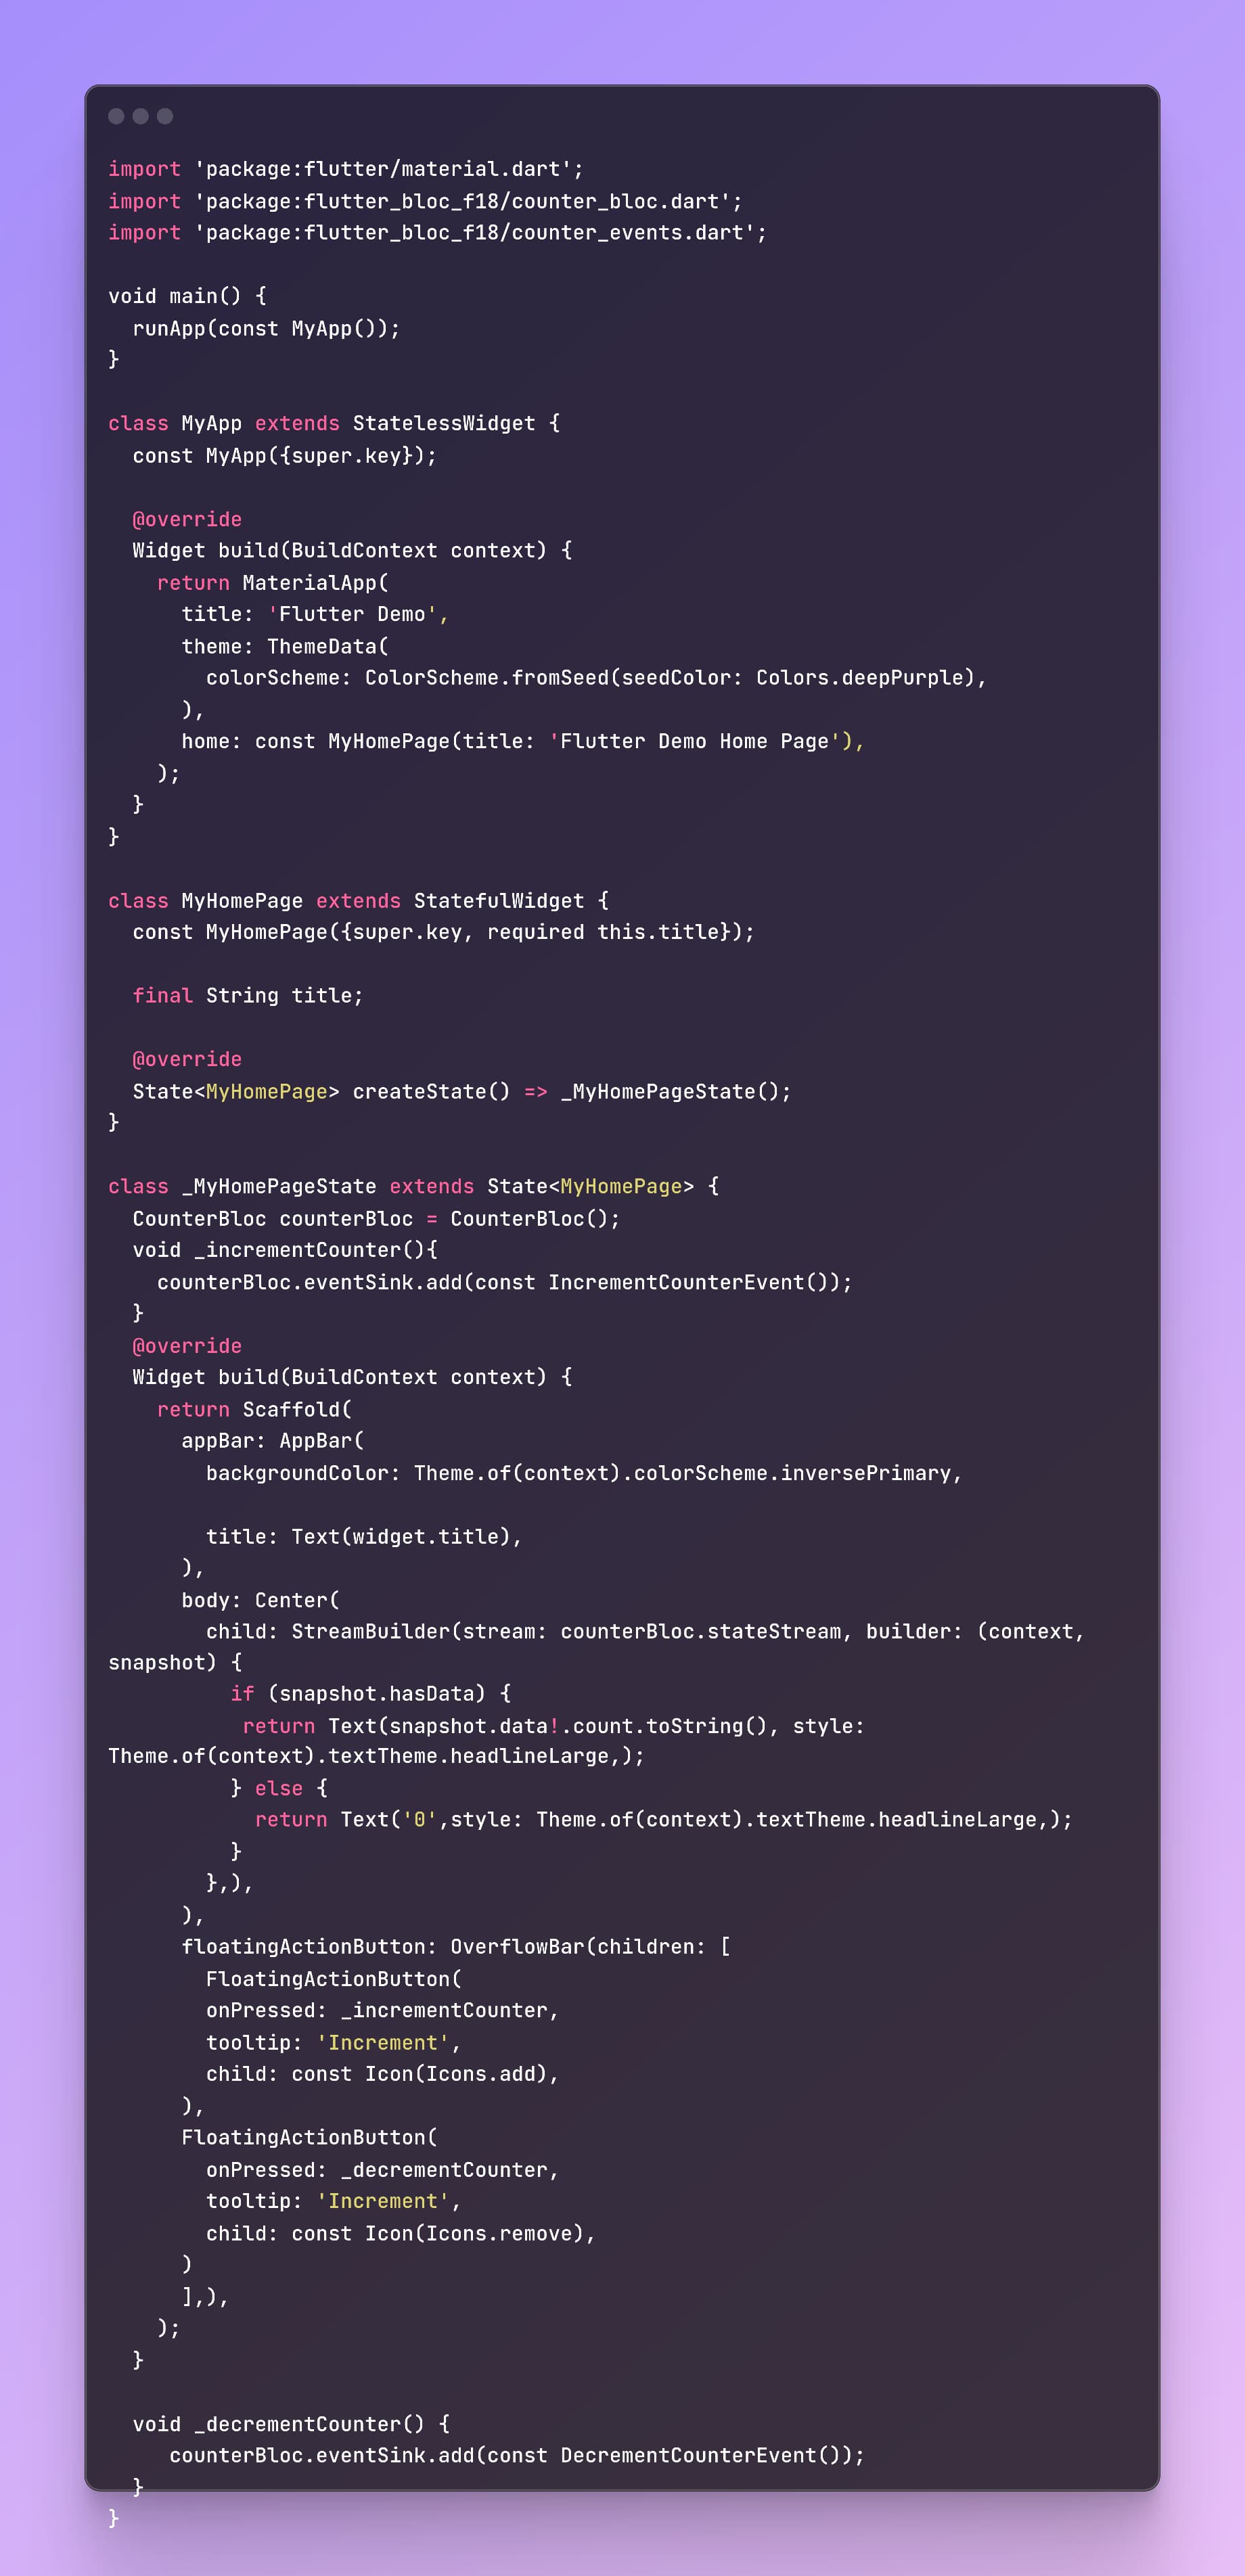 import 'package:flutter/material.dart';
import 'package:flutter_bloc_f18/counter_bloc.dart';
import 'package:flutter_bloc_f18/counter_events.dart';

void main() {
  runApp(const MyApp());
}

class MyApp extends StatelessWidget {
  const MyApp({super.key});

  @override
  Widget build(BuildContext context) {
    return MaterialApp(
      title: 'Flutter Demo',
      theme: ThemeData(
        colorScheme: ColorScheme.fromSeed(seedColor: Colors.deepPurple),
      ),
      home: const MyHomePage(title: 'Flutter Demo Home Page'),
    );
  }
}

class MyHomePage extends StatefulWidget {
  const MyHomePage({super.key, required this.title});

  final String title;

  @override
  State<MyHomePage> createState() => _MyHomePageState();
}

class _MyHomePageState extends State<MyHomePage> {
  CounterBloc counterBloc = CounterBloc();
  void _incrementCounter(){
    counterBloc.eventSink.add(const IncrementCounterEvent());
  }
  @override
  Widget build(BuildContext context) {
    return Scaffold(
      appBar: AppBar(
        backgroundColor: Theme.of(context).colorScheme.inversePrimary,

        title: Text(widget.title),
      ),
      body: Center(
        child: StreamBuilder(stream: counterBloc.stateStream, builder: (context,
snapshot) {
          if (snapshot.hasData) {
           return Text(snapshot.data!.count.toString(), style:
Theme.of(context).textTheme.headlineLarge,);
          } else {
            return Text('0',style: Theme.of(context).textTheme.headlineLarge,);
          }
        },),
      ),
      floatingActionButton: OverflowBar(children: [
        FloatingActionButton(
        onPressed: _incrementCounter,
        tooltip: 'Increment',
        child: const Icon(Icons.add),
      ),
      FloatingActionButton(
        onPressed: _decrementCounter,
        tooltip: 'Increment',
        child: const Icon(Icons.remove),
      )
      ],),
    );
  }

  void _decrementCounter() {
     counterBloc.eventSink.add(const DecrementCounterEvent());
  }
}